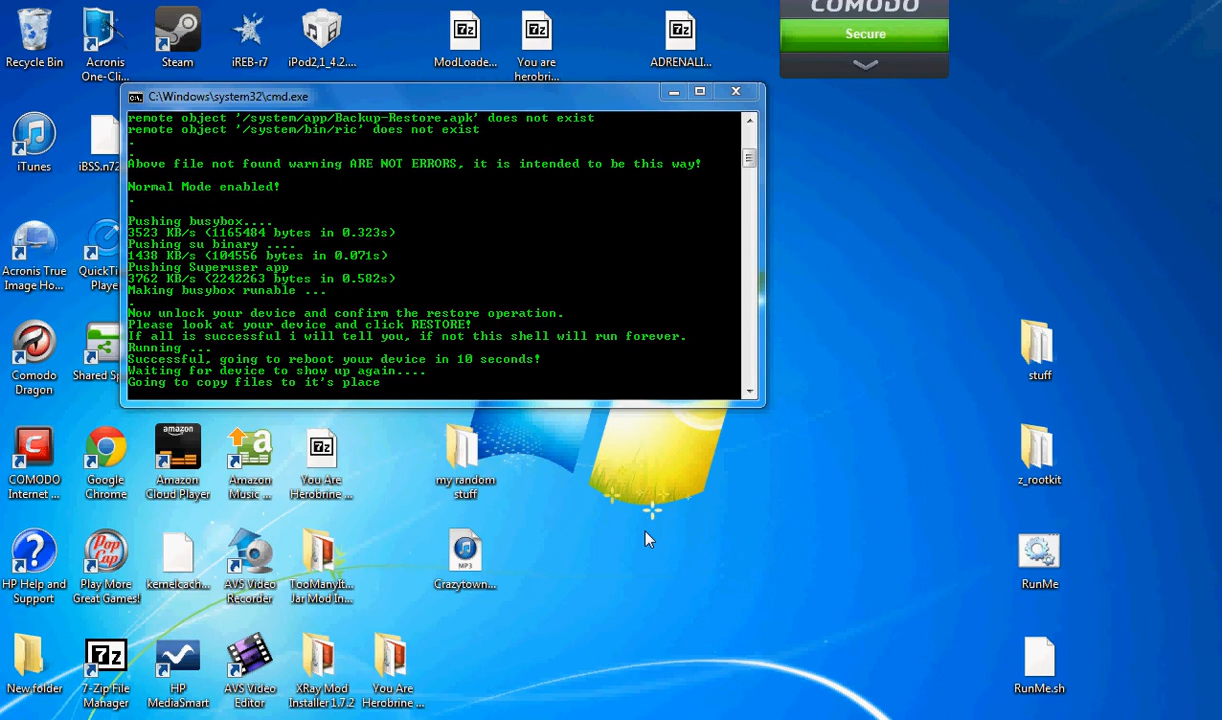 COMODO
Secure
Recycle Bin
Acronis
One-Cli...
Steam
iREB-r7
iPod2,1_4.2....
ModLoade...
You are
herobrin...
ADRENALI...
C:\Windows\system32\cmd.exe
remote object '/system/app/Backup-Restore.apk' does not exist
remote object '/system/bin/ric' does not exist
.
.
Above file not found warning ARE NOT ERRORS, it is intended to be this way!
Normal Mode enabled!
.
Pushing busybox....
3523 KB/s (1165484 bytes in 0.323s)
Pushing su binary ....
1438 KB/s (104556 bytes in 0.071s)
Pushing Superuser app
3762 KB/s (2242263 bytes in 0.582s)
Making busybox runable ...
.
Now unlock your device and confirm the restore operation.
Please look at your device and click RESTORE!
If all is successful i will tell you, if not this shell will run forever.
Running ...
Successful, going to reboot your device in 10 seconds!
Waiting for device to show up again....
Going to copy files to it's place
iTunes
iBSS.n72
Acronis True
Image Ho...
QuickTi
Playe
Comodo
Dragon
Shared Sp
stuff
COMODO
Internet ...
Google
Chrome
amazon
Amazon
Cloud Player
Amazon
Music ...
You Are
Herobrine ...
my random
stuff
z_rootkit
HP Help and
Support
Pop
Cap
Play More
Great Games!
kernelcach...
AVS Video
Recorder
TooManyIt...
Jar Mod In...
MP3
Crazytown...
RunMe
New folder
7-Zip File
Manager
HP
MediaSmart
AVS Video
Editor
XRay Mod
Installer 1.7.2
You Are
Herobrine ...
RunMe.sh